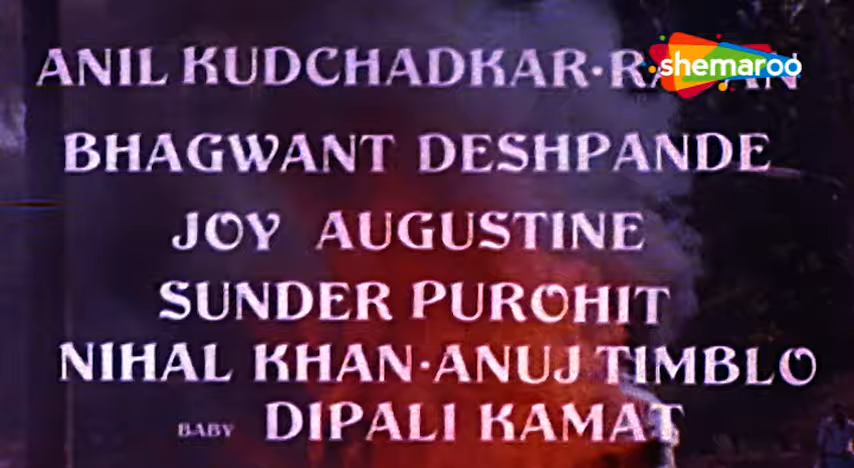 ANIL KUDCHADKAR·
shemaroo
BHAGWANT DESHPANDE
JOY AUGUSTINE
SUNDER PUROHIT
NIHAL KHAN·ANUJ TIMBLO
BABY DIPALI KAMAT